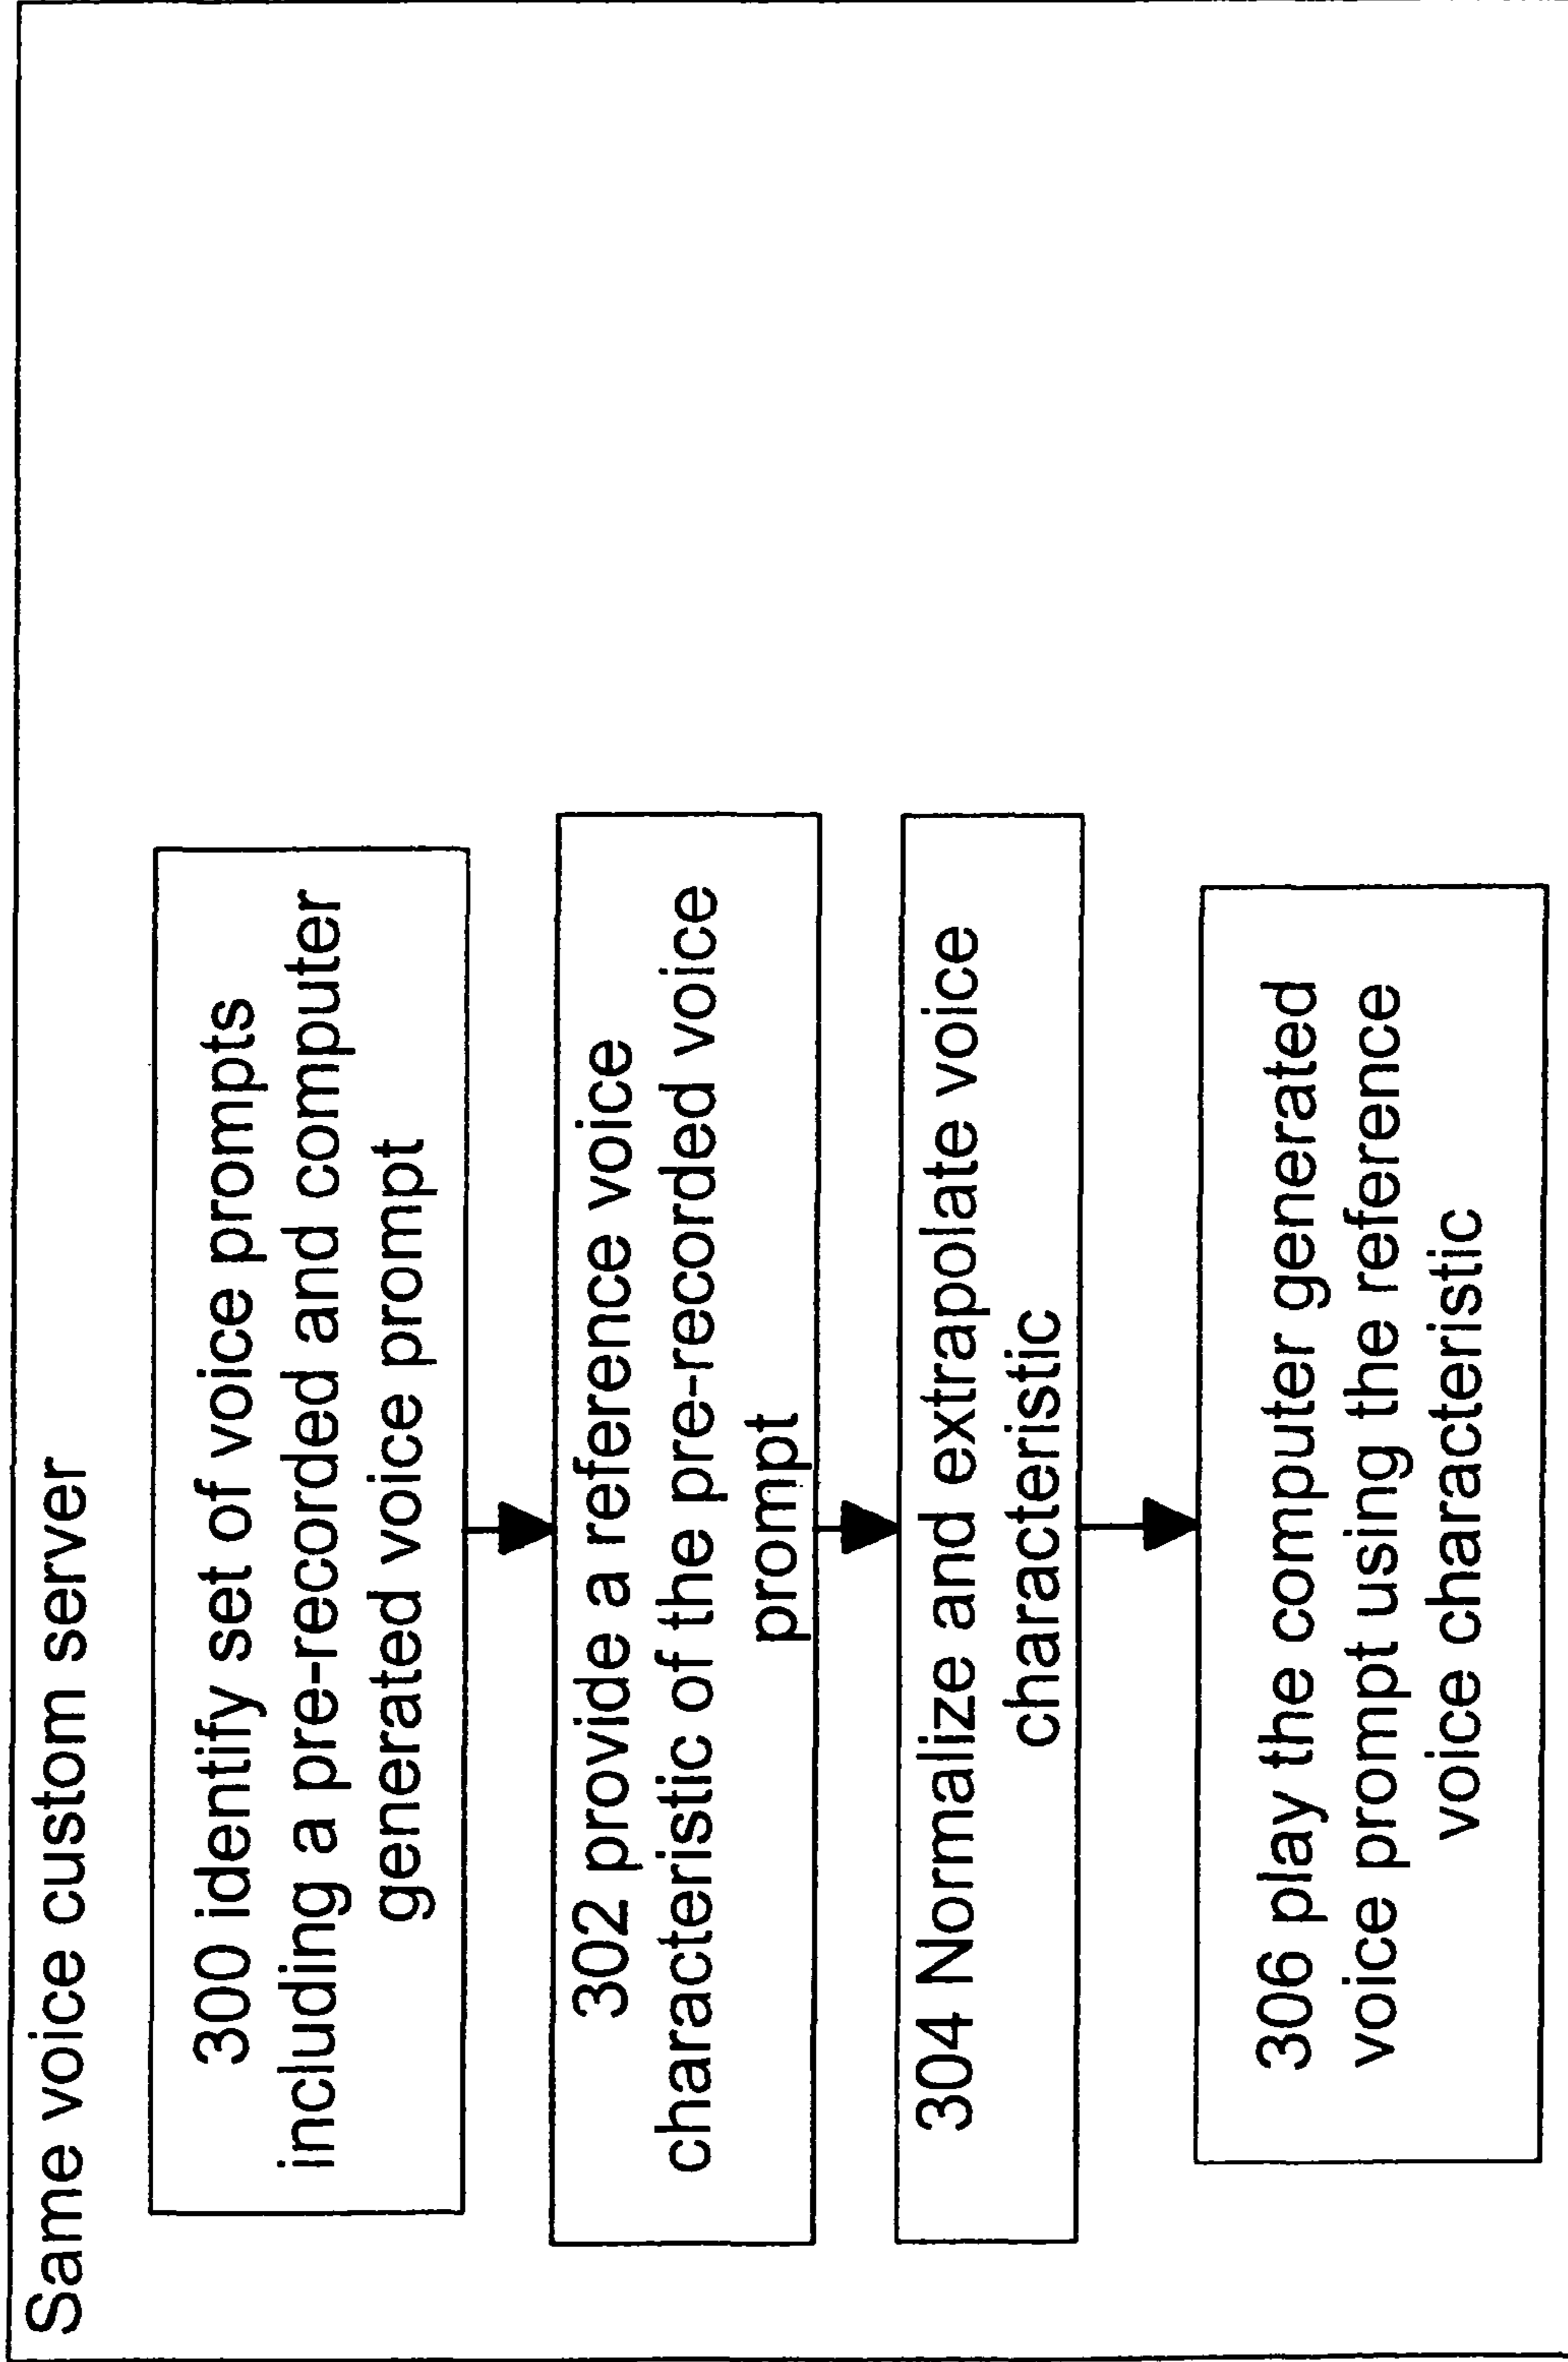 Same voice custom server
300 identify set of voice prompts
including a pre-recorded and computer
generated voice prompt
302 provide a reference voice
characteristic of the pre-recorded voice
prompt
304 Normalize and extrapolate voice
characteristic
306 play the computer generated
voice prompt using the reference
voice characteristic